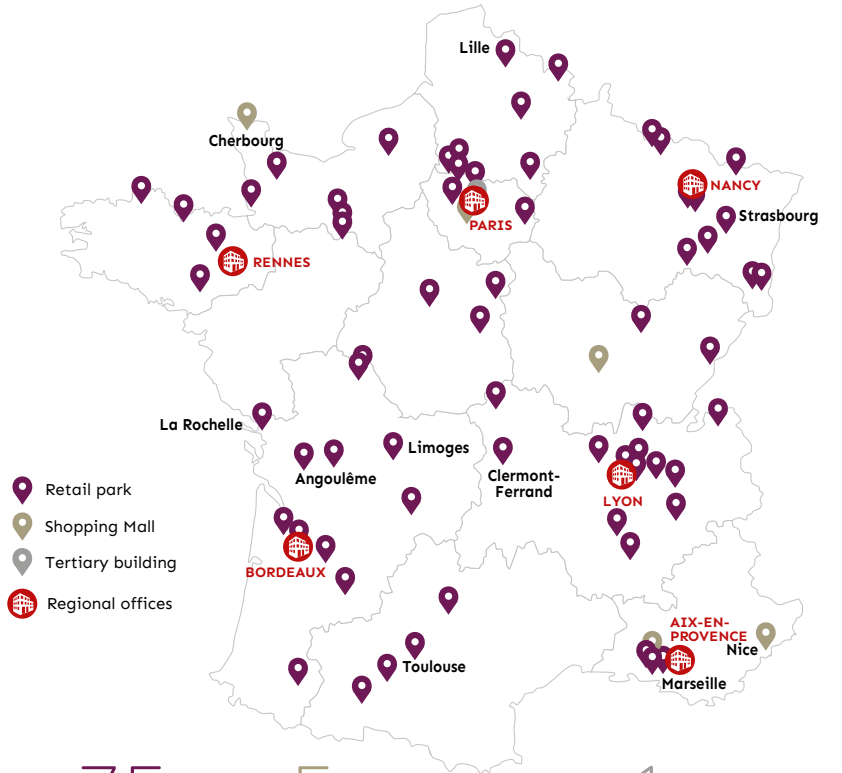 Lille
Cherbourg
NANCY
Strasbourg
PARIS
RENNES
La Rochelle
Limoges
Angoulême
Clermont-
Ferrand
LYON
BORDEAUX
AIX-EN-
PROVENCE
Nice
Toulouse
Marseille
Retail park
Shopping Mall
Tertiary building
Regional offices